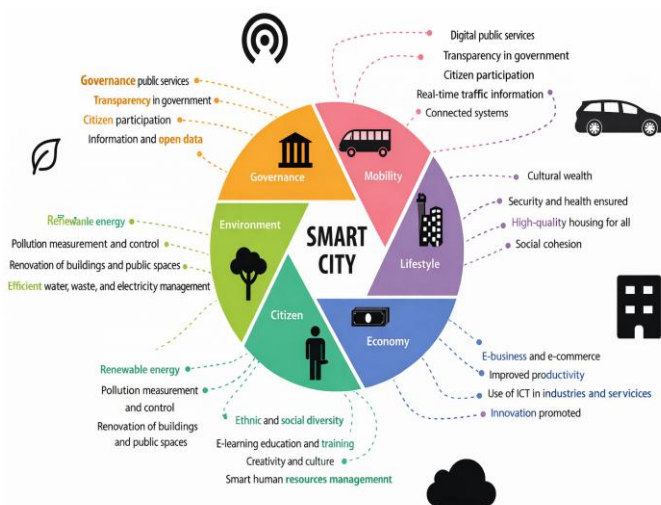 Digital public services
Transparency in government
Citizen participation
Real-time traffic information
Connected systems
Governance public services
Transparency in government
Citizen participation
Information and open data
Governance
Mobility
Cultural wealth
Security and health ensured
High-quality housing for all
Social cohesion
Lifestyle
Environment
SMART
CITY
Pollution measurement and control
Renovation of buildings and public spaces
Efficient water, waste, and electricity management
energy
Citizen
Economy
E-business and e-commerce
Improved productivity
Use of ICT in industries and servicices
Innovation promoted
Renewable energy
Pollution measurement
and control
Renovation of buildings
and public spaces
Ethnic and social diversity
E-learning education and training
Creativity and culture
Smart human resources managemennt